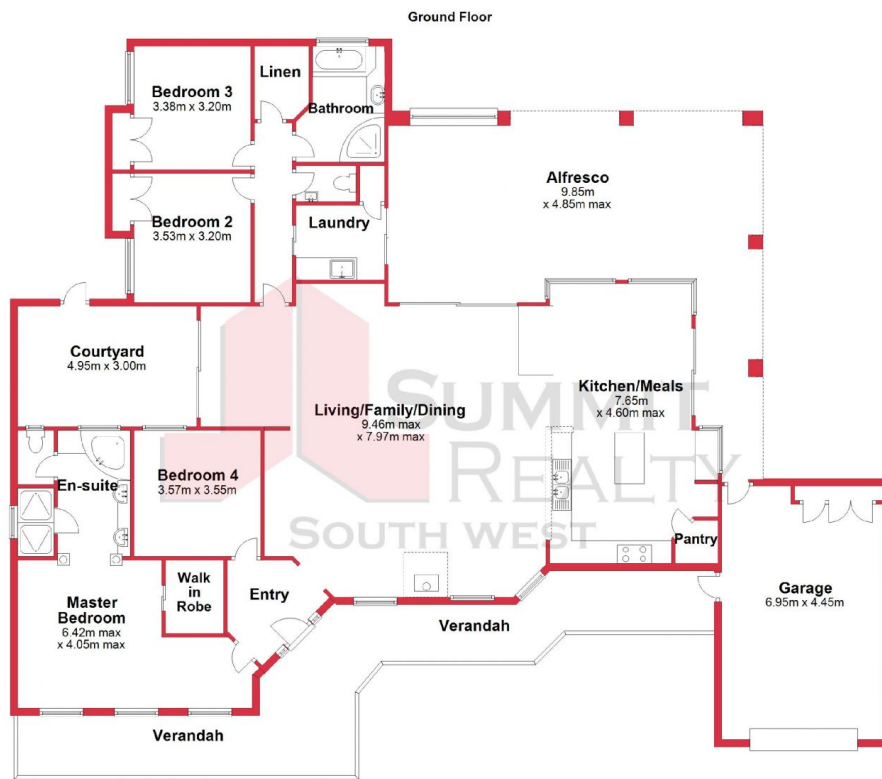 Ground Floor
Bedroom 3
3.38m x 3.20m
Linen
Bathroom
Alfresco
9.85m
x 4.85m max
Bedroom 2
3.53m x 3.20m
Laundry
Courtyard
4.95m x 3.00m
Living/Family/Dining
9.46m max
x 7.97m max
Kitchen/Meals
7.65m
x 4.60m max
SUMMIT
REALTY
SOUTH WEST
En-suite
Bedroom 4
3.57m x 3.55m
Pantry
Walk
in
Robe
Entry
Garage
6.95m x 4.45m
Master
Bedroom
6.42m max
x 4.05m max
Verandah
Verandah